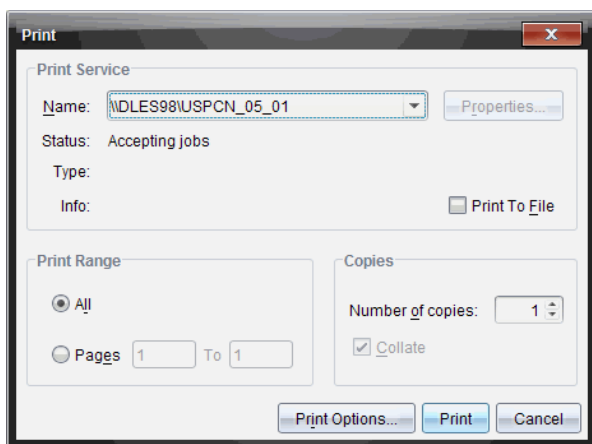 Print
X
Print Service
Name: \\DLES98\USPCN_05_01 Properties...
Status: Accepting jobs
Type:
Info: Print To File
Print Range
All
Pages 1 To 1
Copies
Number of copies: 1
Collate
Print Options... Print Cancel